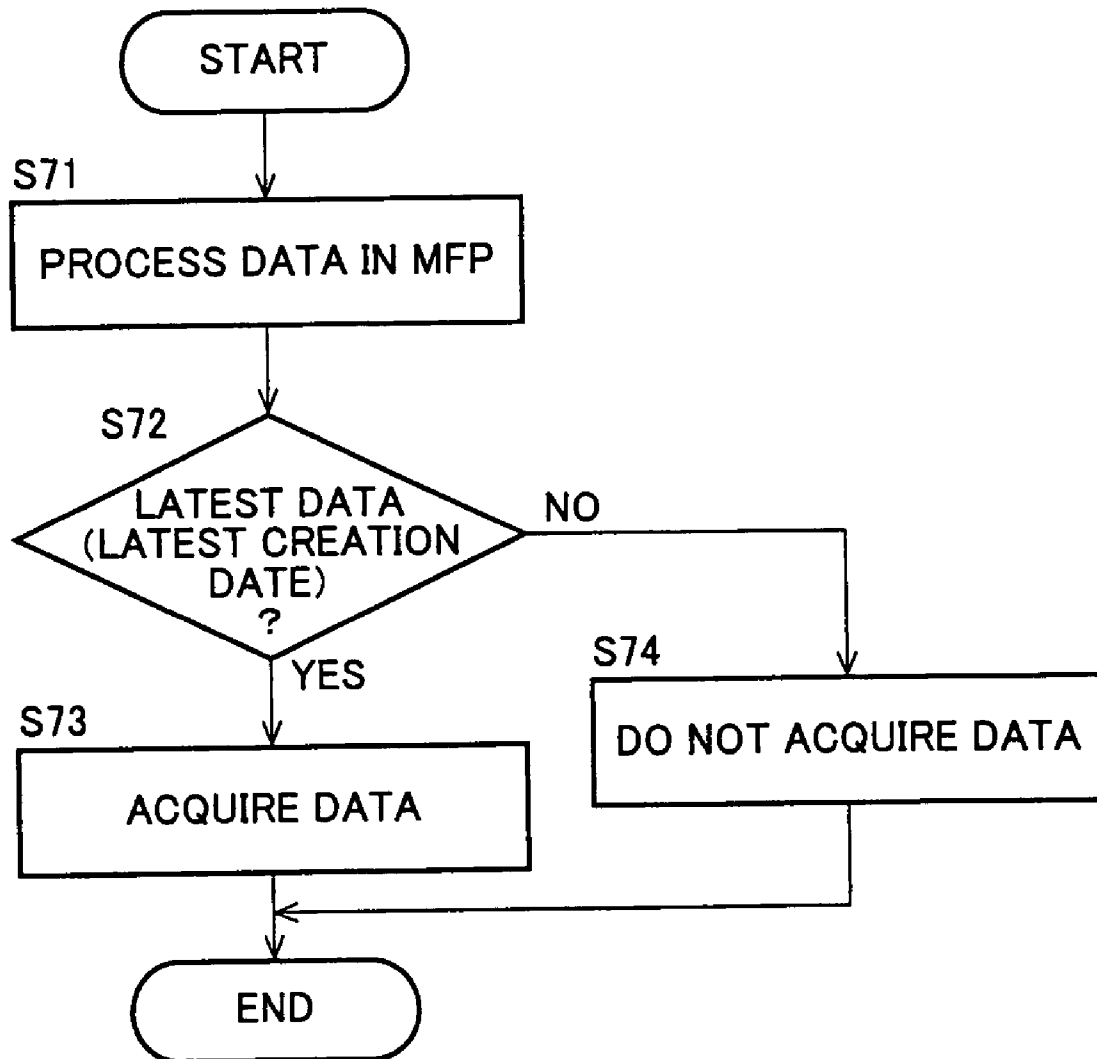 START
S71
PROCESS DATA IN MFP
S72
LATEST DATA
(LATEST CREATION
DATE)
?
NO
YES
S73
ACQUIRE DATA
S74
DO NOT ACQUIRE DATA
END